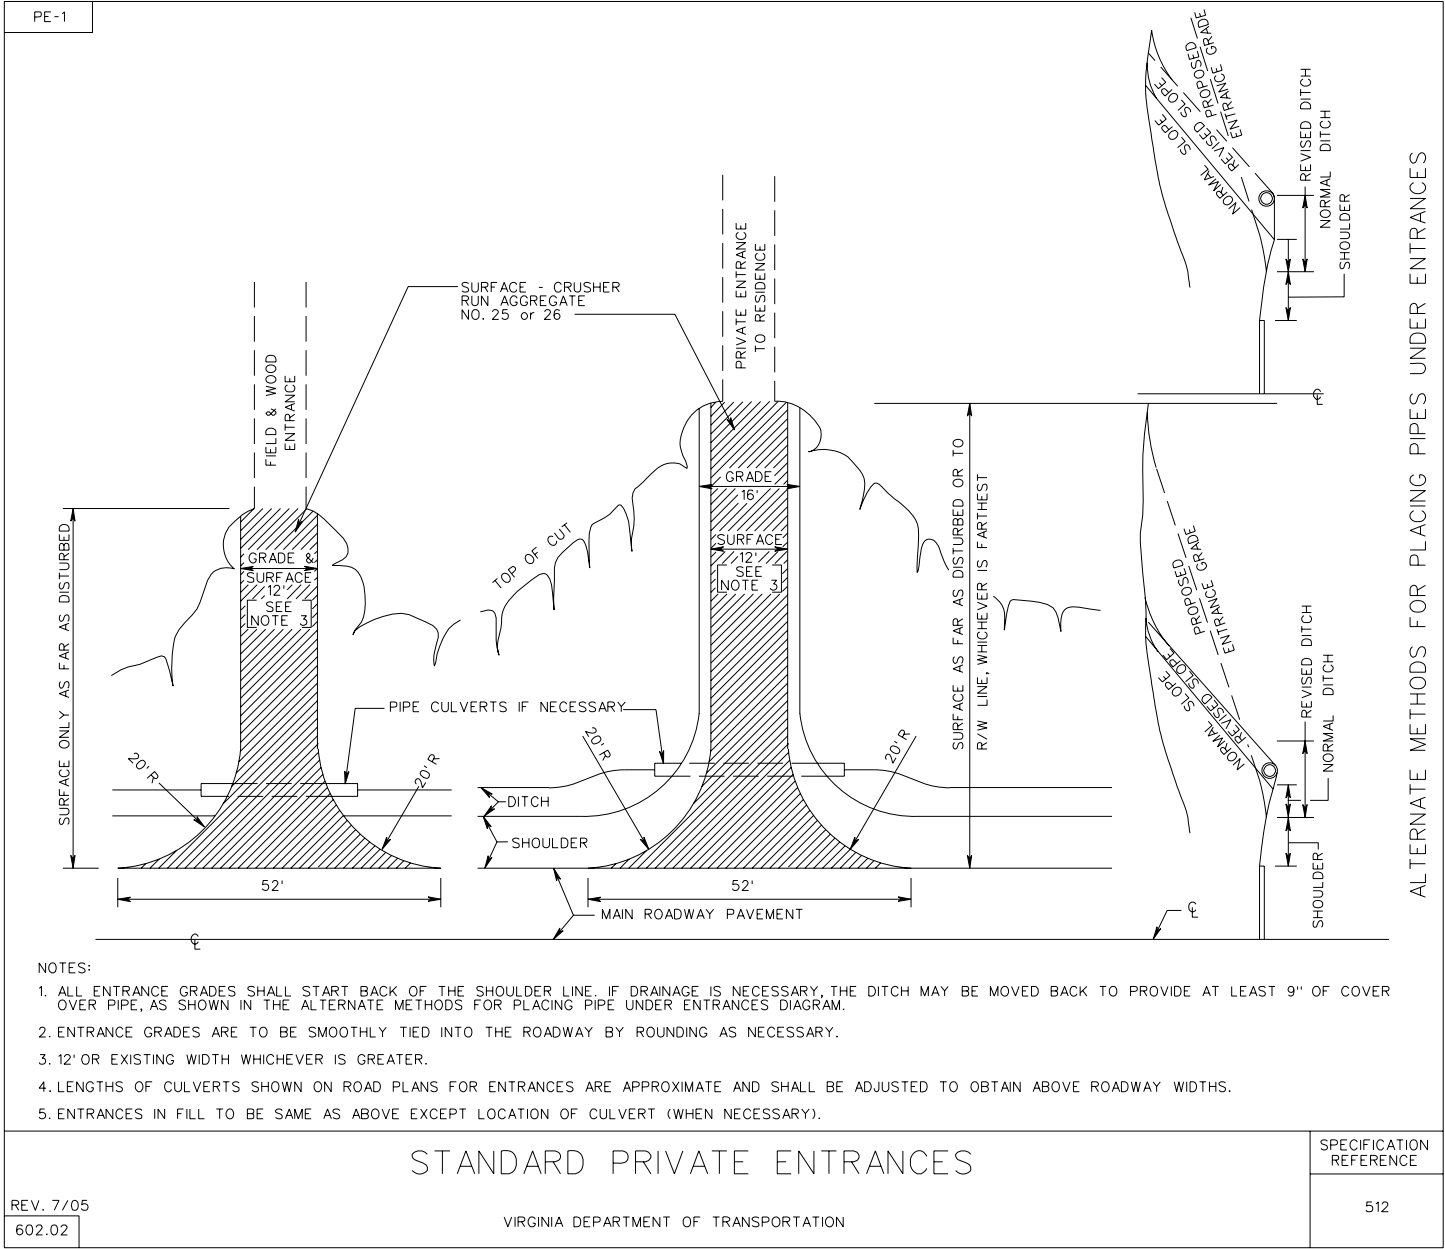 PE-1
SURFACE - CRUSHER
RUN AGGREGATE
NO. 25 or 26
FIELD & WOOD
ENTRANCE
PRIVATE ENTRANCE
TO RESIDENCE
SURFACE ONLY AS FAR AS DISTURBED
GRADE &
SURFACE
12'
SEE
NOTE 3
TOP OF CUT
GRADE
16'
SURFACE
12'
SEE
NOTE 3
SURFACE AS FAR AS DISTURBED OR TO
R/W LINE, WHICHEVER IS FARTHEST
PIPE CULVERTS IF NECESSARY
20'R
20'R
20'R
20'R
DITCH
SHOULDER
52'
52'
MAIN ROADWAY PAVEMENT
℄
PROPOSED
ENTRANCE GRADE
REVISED SLOPE
NORMAL SLOPE
REVISED DITCH
NORMAL DITCH
SHOULDER
℄
PROPOSED
ENTRANCE GRADE
REVISED SLOPE
NORMAL SLOPE
REVISED DITCH
NORMAL DITCH
SHOULDER
℄
ALTERNATE METHODS FOR PLACING PIPES UNDER ENTRANCES
NOTES:
1. ALL ENTRANCE GRADES SHALL START BACK OF THE SHOULDER LINE. IF DRAINAGE IS NECESSARY, THE DITCH MAY BE MOVED BACK TO PROVIDE AT LEAST 9" OF COVER
OVER PIPE, AS SHOWN IN THE ALTERNATE METHODS FOR PLACING PIPE UNDER ENTRANCES DIAGRAM.
2. ENTRANCE GRADES ARE TO BE SMOOTHLY TIED INTO THE ROADWAY BY ROUNDING AS NECESSARY.
3. 12' OR EXISTING WIDTH WHICHEVER IS GREATER.
4. LENGTHS OF CULVERTS SHOWN ON ROAD PLANS FOR ENTRANCES ARE APPROXIMATE AND SHALL BE ADJUSTED TO OBTAIN ABOVE ROADWAY WIDTHS.
5. ENTRANCES IN FILL TO BE SAME AS ABOVE EXCEPT LOCATION OF CULVERT (WHEN NECESSARY).
STANDARD PRIVATE ENTRANCES
SPECIFICATION
REFERENCE
REV. 7/05
602.02
VIRGINIA DEPARTMENT OF TRANSPORTATION
512